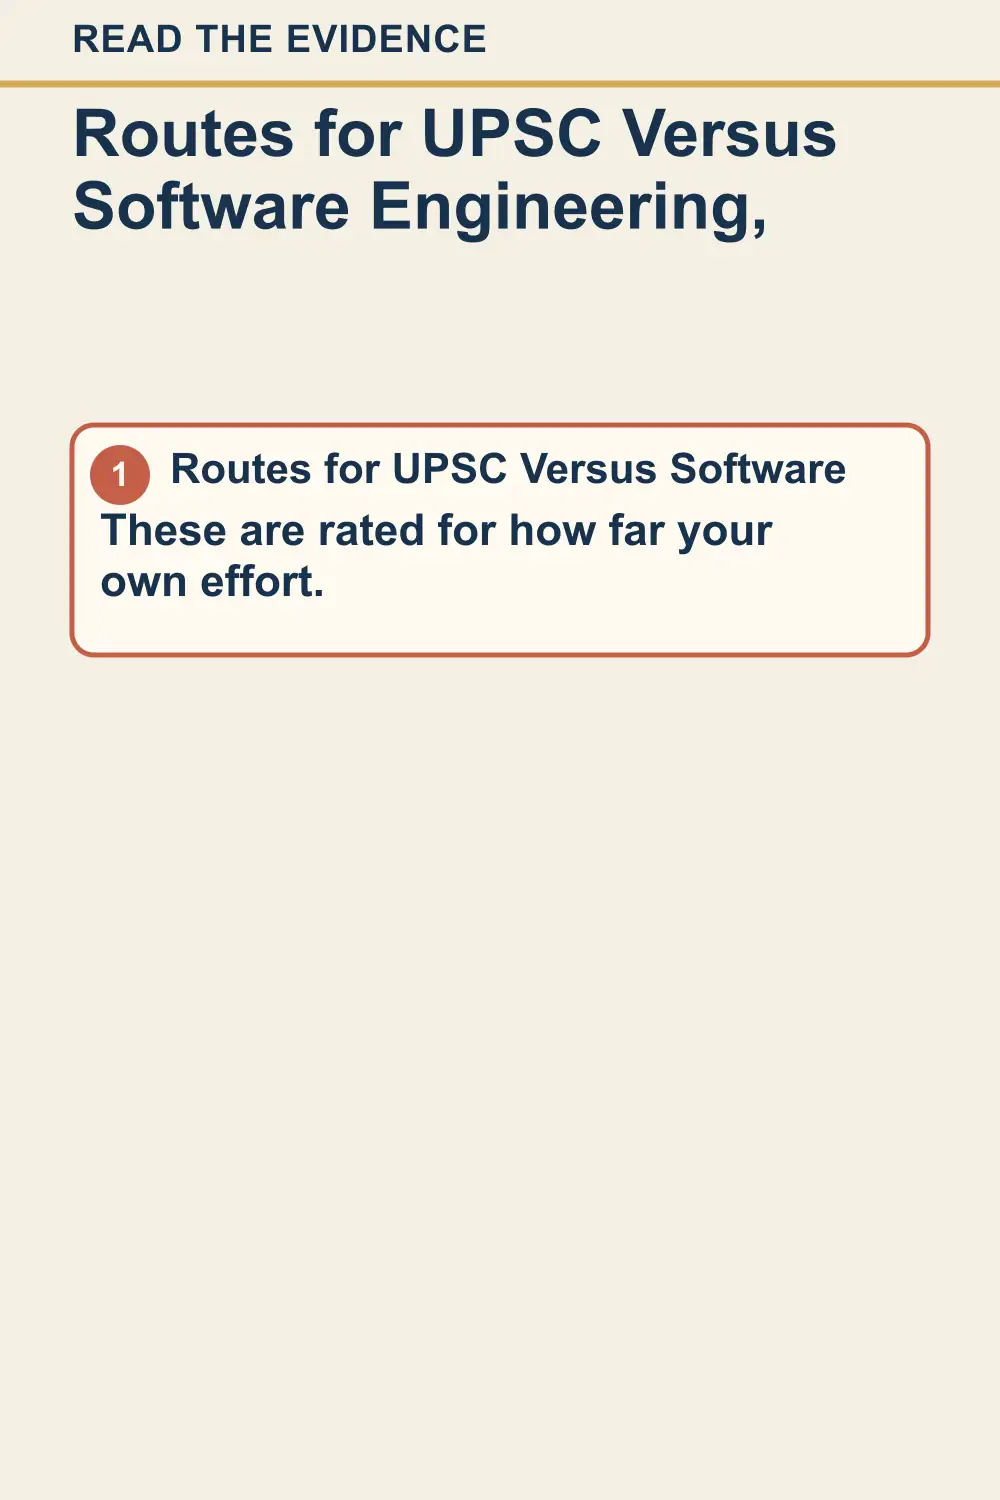 READ THE EVIDENCE
Routes for UPSC Versus
Software Engineering,
1 Routes for UPSC Versus Software
These are rated for how far your
own effort.